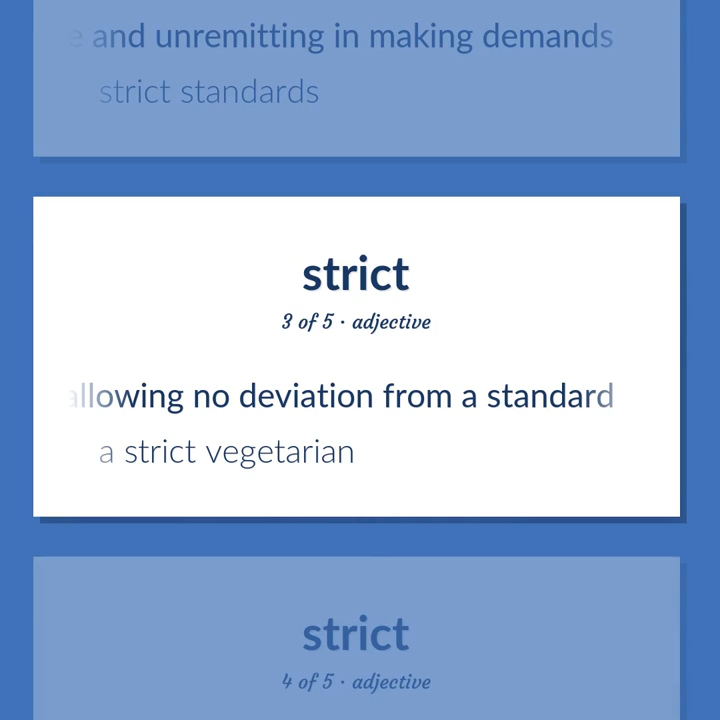 e and unremitting in making demands
strict standards
strict
3 of 5 · adjective
allowing no deviation from a standard
a strict vegetarian
strict
4 of 5 · adjective